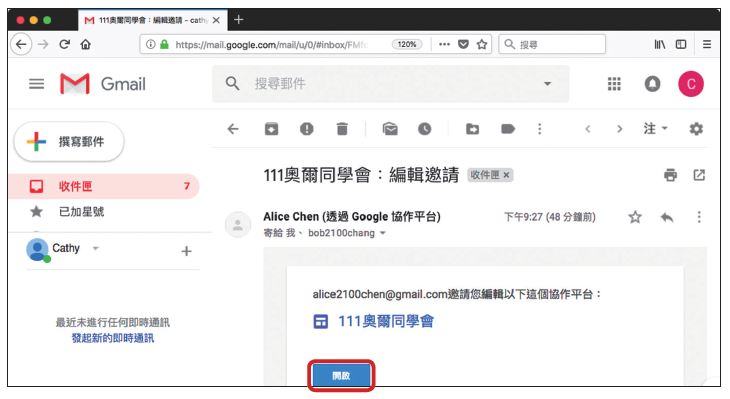 111奧爾同學會：編輯邀請 - cathy
https://mail.google.com/mail/u/0/#inbox/FMfc
120%
搜尋
Gmail
搜尋郵件
C
撰寫郵件
注
收件匣 7
已加星號
Cathy
最近未進行任何即時通訊
發起新的即時通訊
111奧爾同學會：編輯邀請 收件匣 x
Alice Chen (透過 Google 協作平台) 下午9:27 (48 分鐘前)
寄給 我、 bob2100chang
alice2100chen@gmail.com邀請您編輯以下這個協作平台：
111奧爾同學會
開啟